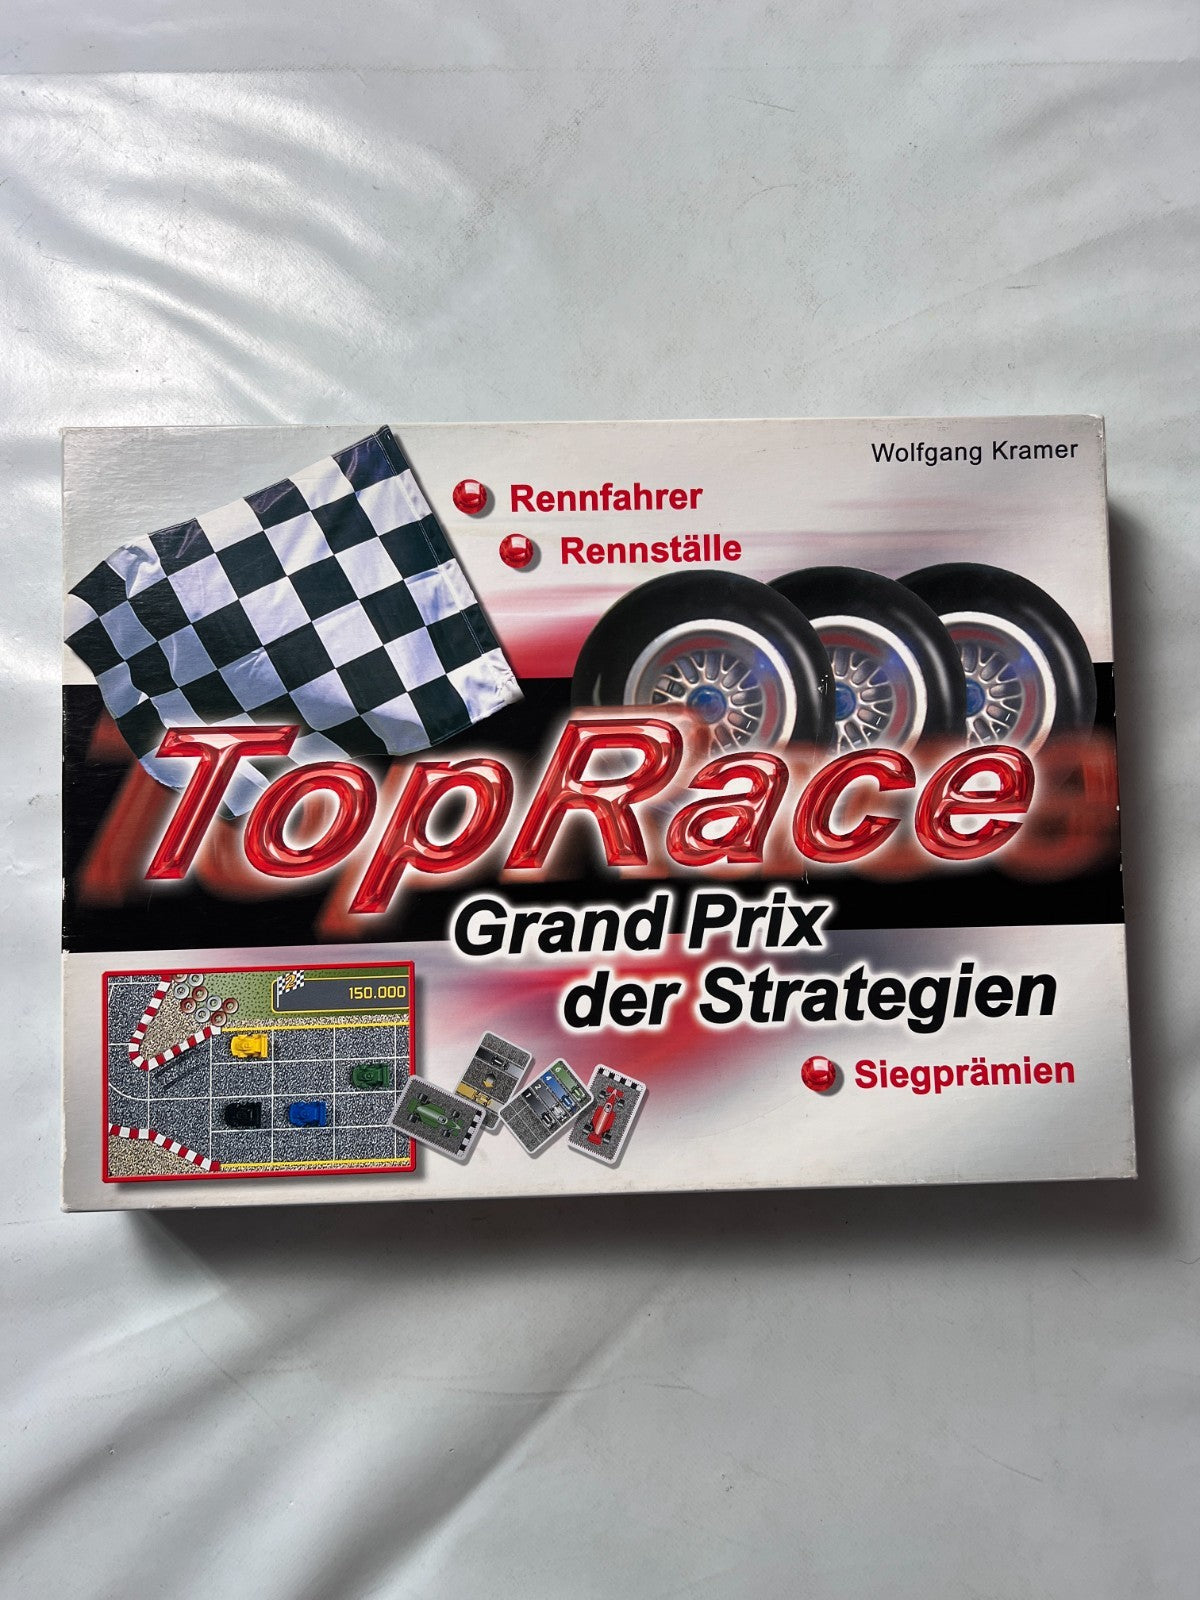 Wolfgang Kramer
Rennfahrer
Rennställe
TopRace
Grand Prix
der Strategien
150.000
Siegprämien